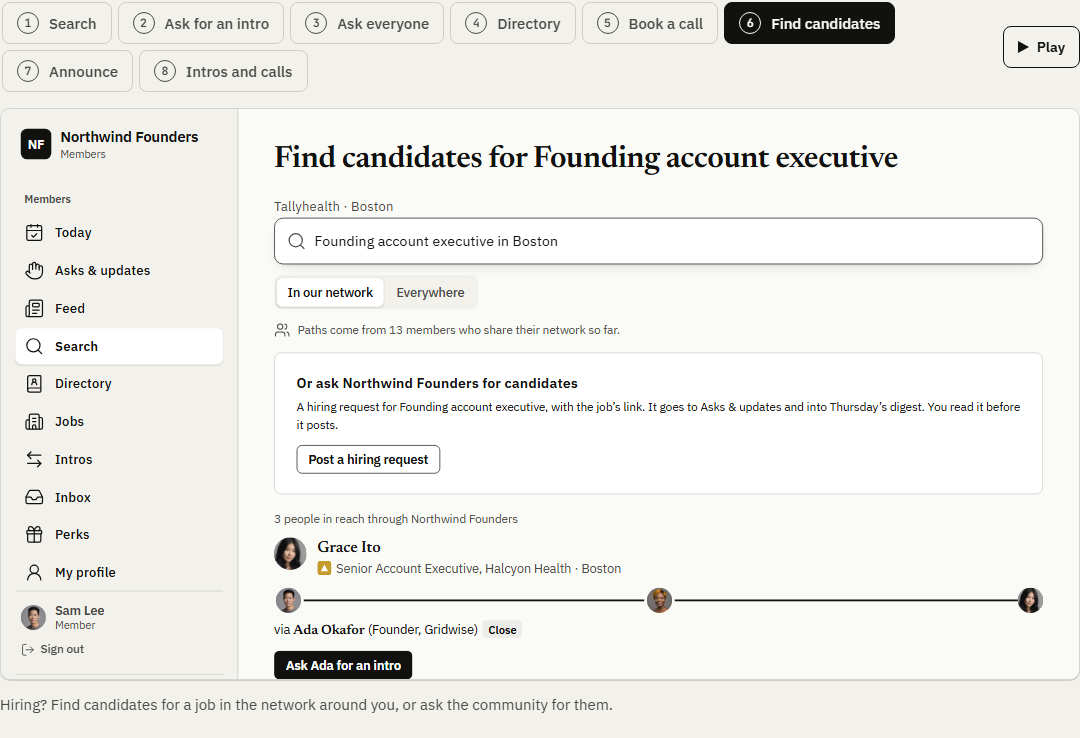 1 Search
2 Ask for an intro
3 Ask everyone
4 Directory
5 Book a call
6 Find candidates
7 Announce
8 Intros and calls
Play
NF
Northwind Founders
Members
Members
Today
Asks & updates
Feed
Search
Directory
Jobs
Intros
Inbox
Perks
My profile
Sam Lee
Member
Sign out
Find candidates for Founding account executive
Tallyhealth · Boston
Founding account executive in Boston
In our network
Everywhere
Paths come from 13 members who share their network so far.
Or ask Northwind Founders for candidates
A hiring request for Founding account executive, with the job’s link. It goes to Asks & updates and into Thursday’s digest. You read it before
it posts.
Post a hiring request
3 people in reach through Northwind Founders
Grace Ito
Senior Account Executive, Halcyon Health · Boston
via Ada Okafor (Founder, Gridwise) Close
Ask Ada for an intro
Hiring? Find candidates for a job in the network around you, or ask the community for them.